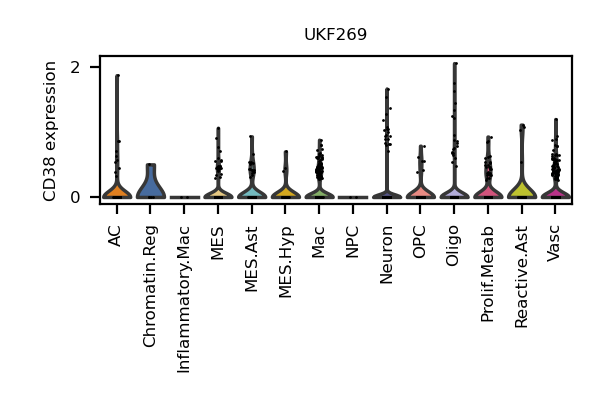 UKF269
CD38 expression
2
0
AC
Chromatin.Reg
Inflammatory.Mac
MES
MES.Ast
MES.Hyp
Mac
NPC
Neuron
OPC
Oligo
Prolif.Metab
Reactive.Ast
Vasc